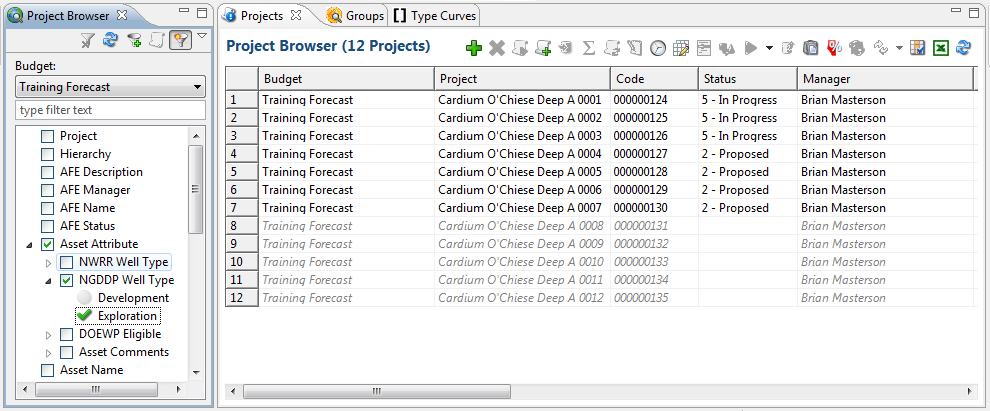 Project Browser
Budget:
Training Forecast
type filter text
Project
Hierarchy
AFE Description
AFE Manager
AFE Name
AFE Status
Asset Attribute
NWRR Well Type
NGDDP Well Type
Development
Exploration
DOEWP Eligible
Asset Comments
Asset Name
Projects Groups Type Curves
Project Browser (12 Projects)
Budget Project Code Status Manager
1 Training Forecast Cardium O'Chiese Deep A 0001 000000124 5 - In Progress Brian Masterson
2 Training Forecast Cardium O'Chiese Deep A 0002 000000125 5 - In Progress Brian Masterson
3 Training Forecast Cardium O'Chiese Deep A 0003 000000126 5 - In Progress Brian Masterson
4 Training Forecast Cardium O'Chiese Deep A 0004 000000127 2 - Proposed Brian Masterson
5 Training Forecast Cardium O'Chiese Deep A 0005 000000128 2 - Proposed Brian Masterson
6 Training Forecast Cardium O'Chiese Deep A 0006 000000129 2 - Proposed Brian Masterson
7 Training Forecast Cardium O'Chiese Deep A 0007 000000130 2 - Proposed Brian Masterson
8 Training Forecast Cardium O'Chiese Deep A 0008 000000131 Brian Masterson
9 Training Forecast Cardium O'Chiese Deep A 0009 000000132 Brian Masterson
10 Training Forecast Cardium O'Chiese Deep A 0010 000000133 Brian Masterson
11 Training Forecast Cardium O'Chiese Deep A 0011 000000134 Brian Masterson
12 Training Forecast Cardium O'Chiese Deep A 0012 000000135 Brian Masterson